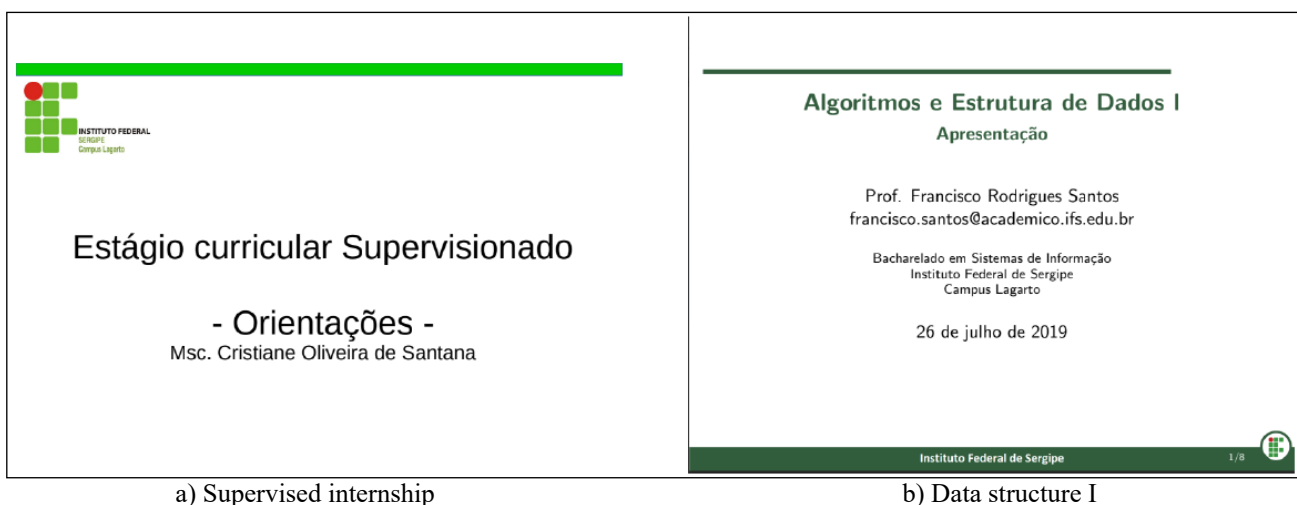 INSTITUTO FEDERAL
SERGIPE
Campus Lagarto
Estágio curricular Supervisionado
- Orientações -
Msc. Cristiane Oliveira de Santana
Algoritmos e Estrutura de Dados I
Apresentação
Prof. Francisco Rodrigues Santos
francisco.santos@academico.ifs.edu.br
Bacharelado em Sistemas de Informação
Instituto Federal de Sergipe
Campus Lagarto
26 de julho de 2019
Instituto Federal de Sergipe
1/8
a) Supervised internship
b) Data structure I